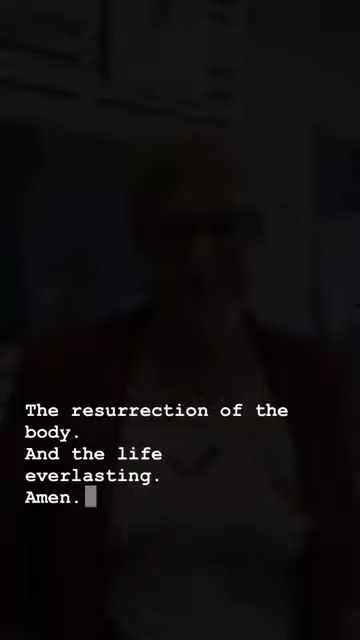 The resurrection of the
body.
And the life
everlasting.
Amen.